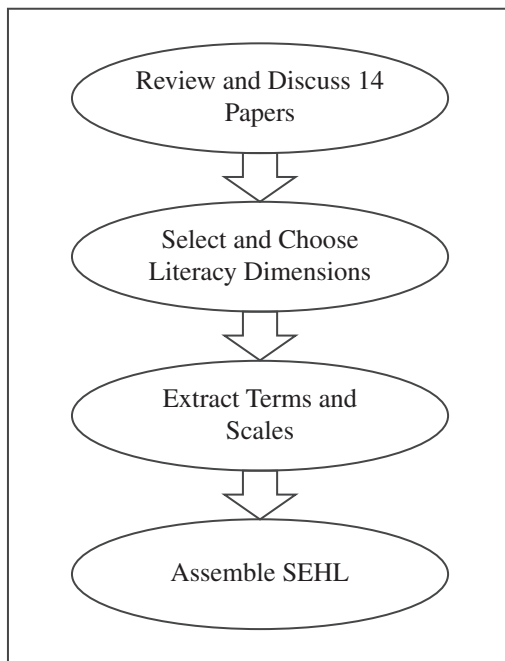 Review and Discuss 14
Papers
Select and Choose
Literacy Dimensions
Extract Terms and
Scales
Assemble SEHL